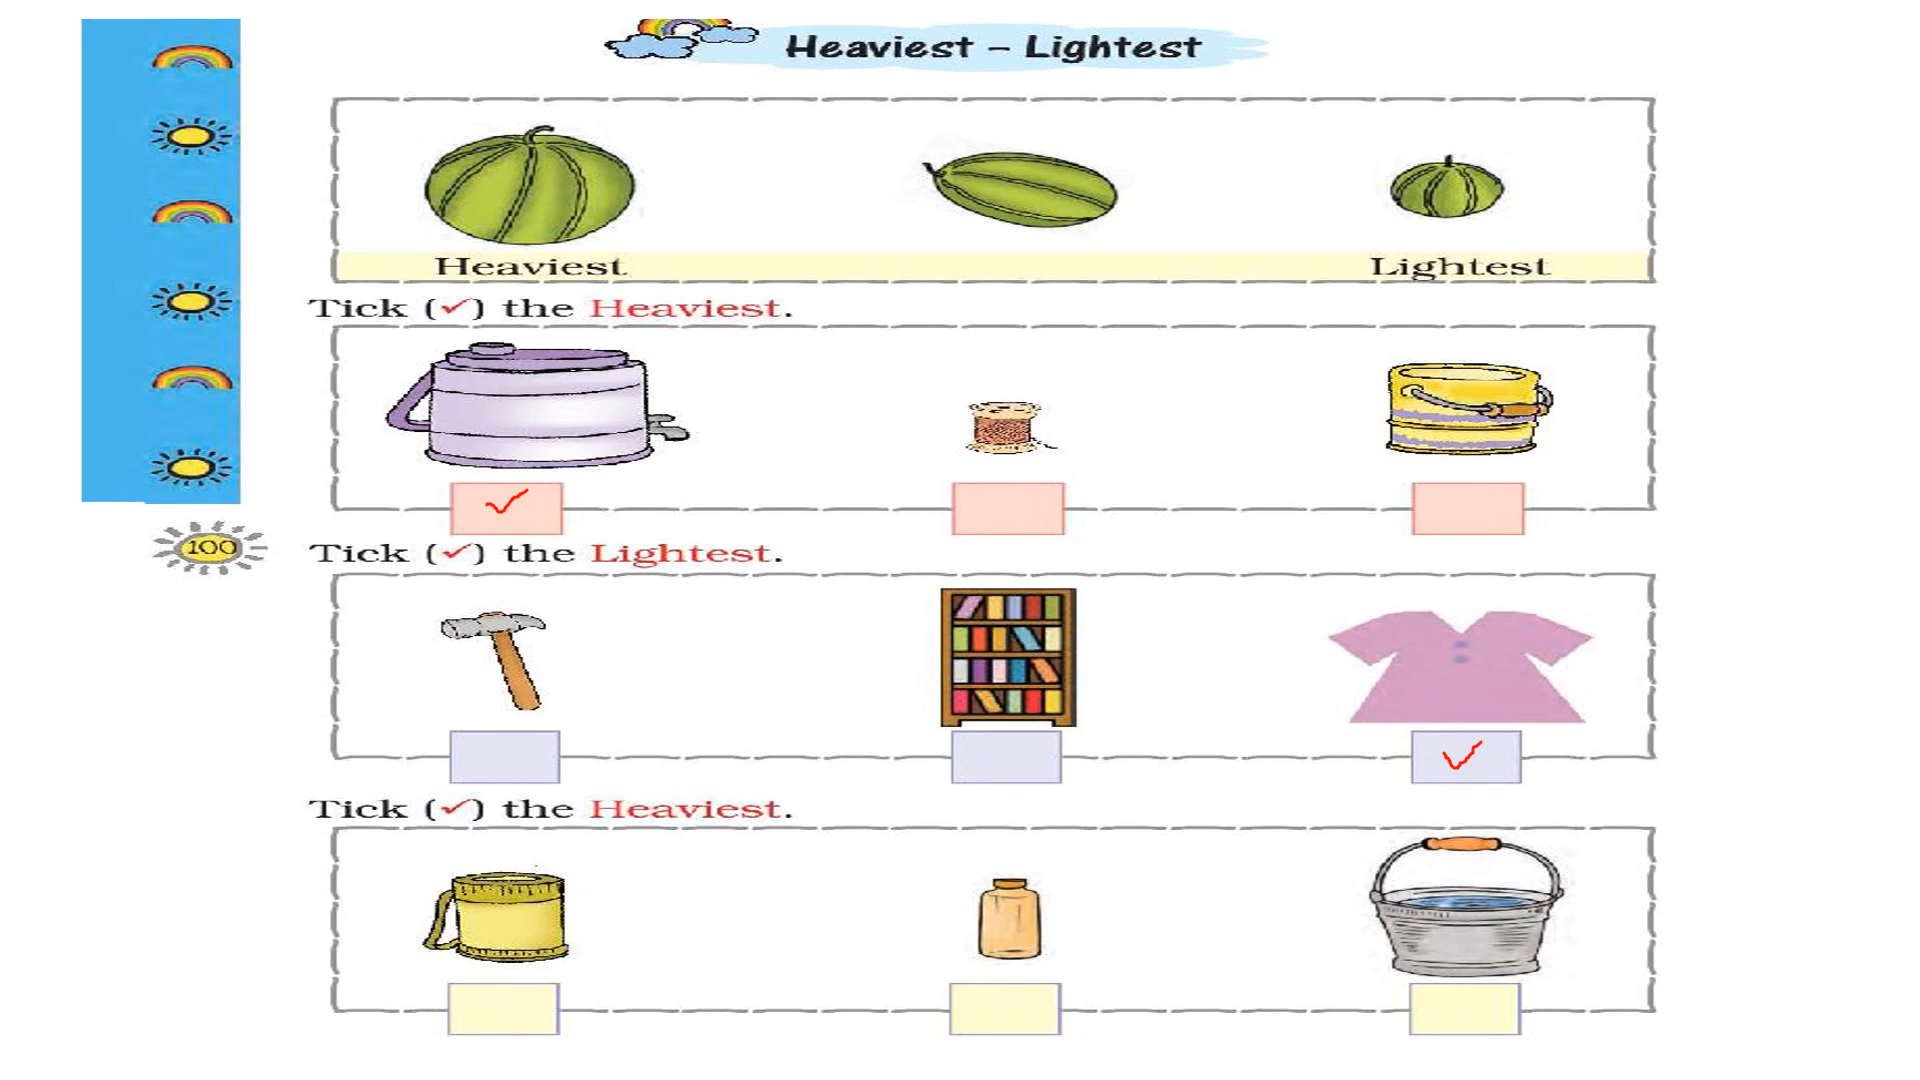 Heaviest – Lightest
Heaviest
Lightest
Tick (✓) the Heaviest.
100
Tick (✓) the Lightest.
Tick (✓) the Heaviest.